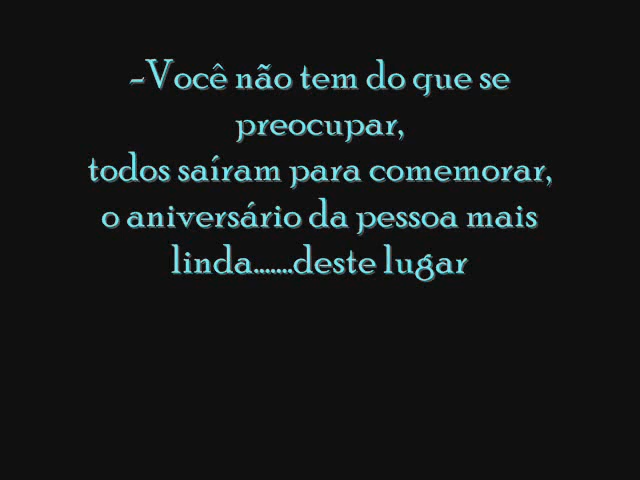 -Você não tem do que se
preocupar,
todos saíram para comemorar,
o aniversário da pessoa mais
linda.......deste lugar